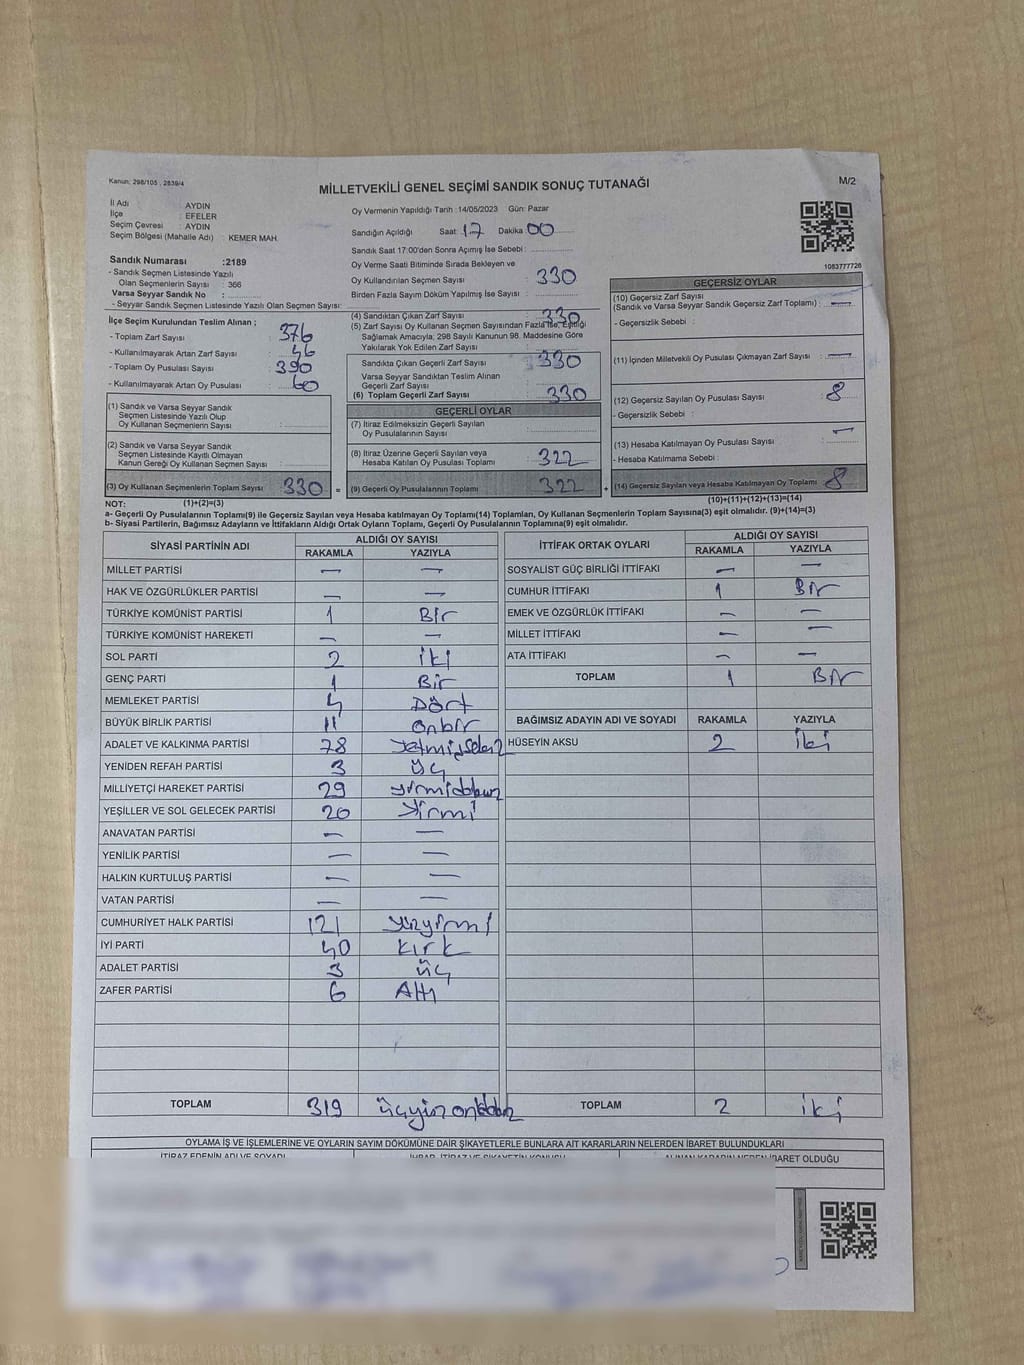 Kanun: 298/105 , 2839/4
MİLLETVEKİLİ GENEL SEÇİMİ SANDIK SONUÇ TUTANAĞI
M/2
İl Adı : AYDIN
İlçe : EFELER
Seçim Çevresi : AYDIN
Seçim Bölgesi (Mahalle Adı) : KEMER MAH.
Sandık Numarası :2189
- Sandık Seçmen Listesinde Yazılı
Olan Seçmenlerin Sayısı : 366
Varsa Seyyar Sandık No :
- Seyyar Sandık Seçmen Listesinde Yazılı Olan Seçmen Sayısı:
İlçe Seçim Kurulundan Teslim Alınan ;
- Toplam Zarf Sayısı : 376
- Kullanılmayarak Artan Zarf Sayısı : 46
- Toplam Oy Pusulası Sayısı : 390
- Kullanılmayarak Artan Oy Pusulası : 60
(1) Sandık ve Varsa Seyyar Sandık
Seçmen Listesinde Yazılı Olup
Oy Kullanan Seçmenlerin Sayısı :
(2) Sandık ve Varsa Seyyar Sandık
Seçmen Listesinde Kayıtlı Olmayan
Kanun Gereği Oy Kullanan Seçmen Sayısı :
(3) Oy Kullanan Seçmenlerin Toplam Sayısı : 330 =
(1)+(2)=(3)
Oy Vermenin Yapıldığı Tarih :14/05/2023 Gün: Pazar
Sandığın Açıldığı Saat: 17 Dakika 00
Sandık Saat 17:00'den Sonra Açımış İse Sebebi :
Oy Verme Saati Bitiminde Sırada Bekleyen ve
Oy Kullandırılan Seçmen Sayısı : 330
Birden Fazla Sayım Döküm Yapılmış İse Sayısı :
(4) Sandıktan Çıkan Zarf Sayısı : 330
(5) Zarf Sayısı Oy Kullanan Seçmen Sayısından Fazla İse, Eşitliği
Sağlamak Amacıyla, 298 Sayılı Kanunun 98. Maddesine Göre
Yakılarak Yok Edilen Zarf Sayısı :
Sandıkta Çıkan Geçerli Zarf Sayısı : 330
Varsa Seyyar Sandıktan Teslim Alınan
Geçerli Zarf Sayısı :
(6) Toplam Geçerli Zarf Sayısı : 330
GEÇERLİ OYLAR
(7) İtiraz Edilmeksizin Geçerli Sayılan
Oy Pusulalarının Sayısı :
(8) İtiraz Üzerine Geçerli Sayılan veya
Hesaba Katılan Oy Pusulası Toplamı : 322
(9) Geçerli Oy Pusulalarının Toplamı : 322 +
1083777726
GEÇERSİZ OYLAR
(10) Geçersiz Zarf Sayısı
(Sandık ve Varsa Seyyar Sandık Geçersiz Zarf Toplamı) : —
- Geçersizlik Sebebi :
(11) İçinden Milletvekili Oy Pusulası Çıkmayan Zarf Sayısı : —
(12) Geçersiz Sayılan Oy Pusulası Sayısı : 8
- Geçersizlik Sebebi :
(13) Hesaba Katılmayan Oy Pusulası Sayısı : —
- Hesaba Katılmama Sebebi :
(14) Geçersiz Sayılan veya Hesaba Katılmayan Oy Toplamı : 8
(10)+(11)+(12)+(13)=(14)
NOT:
a- Geçerli Oy Pusulalarının Toplamı(9) ile Geçersiz Sayılan veya Hesaba katılmayan Oy Toplamı(14) Toplamları, Oy Kullanan Seçmenlerin Toplam Sayısına(3) eşit olmalıdır. (9)+(14)=(3)
b- Siyasi Partilerin, Bağımsız Adayların ve İttifakların Aldığı Ortak Oyların Toplamı, Geçerli Oy Pusulalarının Toplamına(9) eşit olmalıdır.
SİYASİ PARTİNİN ADI ALDIĞI OY SAYISI
RAKAMLA YAZIYLA
MİLLET PARTİSİ — —
HAK VE ÖZGÜRLÜKLER PARTİSİ — —
TÜRKİYE KOMÜNİST PARTİSİ 1 Bir
TÜRKİYE KOMÜNİST HAREKETİ — —
SOL PARTİ 2 iki
GENÇ PARTİ 1 Bir
MEMLEKET PARTİSİ 4 Dört
BÜYÜK BİRLİK PARTİSİ 11 onbir
ADALET VE KALKINMA PARTİSİ 78 Yetmişsekiz
YENİDEN REFAH PARTİSİ 3 üç
MİLLİYETÇİ HAREKET PARTİSİ 29 yirmidokuz
YEŞİLLER VE SOL GELECEK PARTİSİ 20 Yirmi
ANAVATAN PARTİSİ — —
YENİLİK PARTİSİ — —
HALKIN KURTULUŞ PARTİSİ — —
VATAN PARTİSİ — —
CUMHURİYET HALK PARTİSİ 121 yüzyirmi
İYİ PARTİ 40 kırk
ADALET PARTİSİ 3 üç
ZAFER PARTİSİ 6 Altı
TOPLAM 319
İTTİFAK ORTAK OYLARI ALDIĞI OY SAYISI
RAKAMLA YAZIYLA
SOSYALİST GÜÇ BİRLİĞİ İTTİFAKI — —
CUMHUR İTTİFAKI 1 Bir
EMEK VE ÖZGÜRLÜK İTTİFAKI — —
MİLLET İTTİFAKI — —
ATA İTTİFAKI — —
TOPLAM 1 Bir
BAĞIMSIZ ADAYIN ADI VE SOYADI RAKAMLA YAZIYLA
HÜSEYİN AKSU 2 iki
TOPLAM 2 iki
OYLAMA İŞ VE İŞLEMLERİNE VE OYLARIN SAYIM DÖKÜMÜNE DAİR ŞİKAYETLERLE BUNLARA AİT KARARLARIN NELERDEN İBARET BULUNDUKLARI
İTİRAZ EDENİN ADI VE SOYADI İHBAR, İTİRAZ VE ŞİKAYETİN KONUSU ALINAN KARARIN NEDEN İBARET OLDUĞU